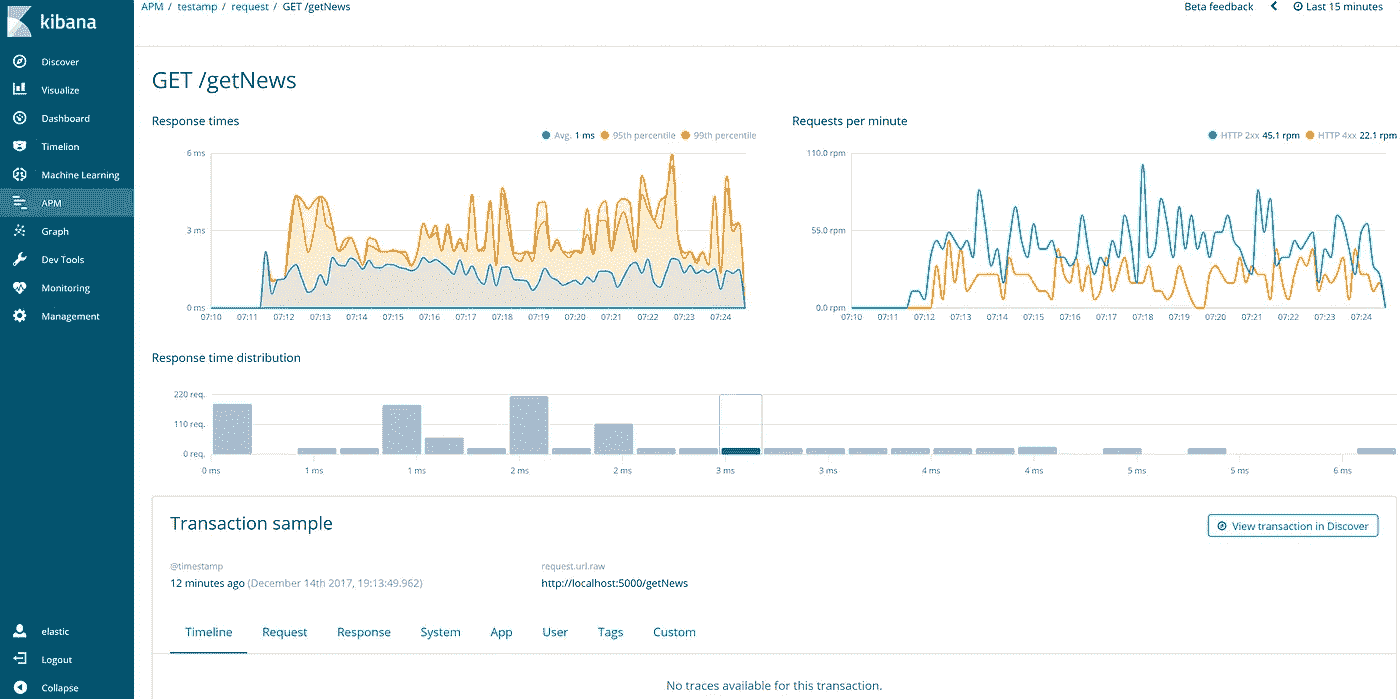 kibana
Discover
Visualize
Dashboard
Timelion
Machine Learning
APM
Graph
Dev Tools
Monitoring
Management
elastic
Logout
Collapse
APM / testamp / request / GET /getNews
Beta feedback Last 15 minutes
GET /getNews
Response times
Avg. 1 ms 95th percentile 99th percentile
6 ms
3 ms
0 ms
07:10 07:11 07:12 07:13 07:14 07:15 07:16 07:17 07:18 07:19 07:20 07:21 07:22 07:23 07:24
Requests per minute
HTTP 2xx 45.1 rpm HTTP 4xx 22.1 rpm
110.0 rpm
55.0 rpm
0.0 rpm
07:10 07:11 07:12 07:13 07:14 07:15 07:16 07:17 07:18 07:19 07:20 07:21 07:22 07:23 07:24
Response time distribution
220 req.
110 req.
0 req.
0 ms 1 ms 1 ms 2 ms 2 ms 3 ms 3 ms 4 ms 4 ms 5 ms 5 ms 6 ms
Transaction sample
View transaction in Discover
@timestamp
12 minutes ago (December 14th 2017, 19:13:49.962)
request.url.raw
http://localhost:5000/getNews
Timeline Request Response System App User Tags Custom
No traces available for this transaction.